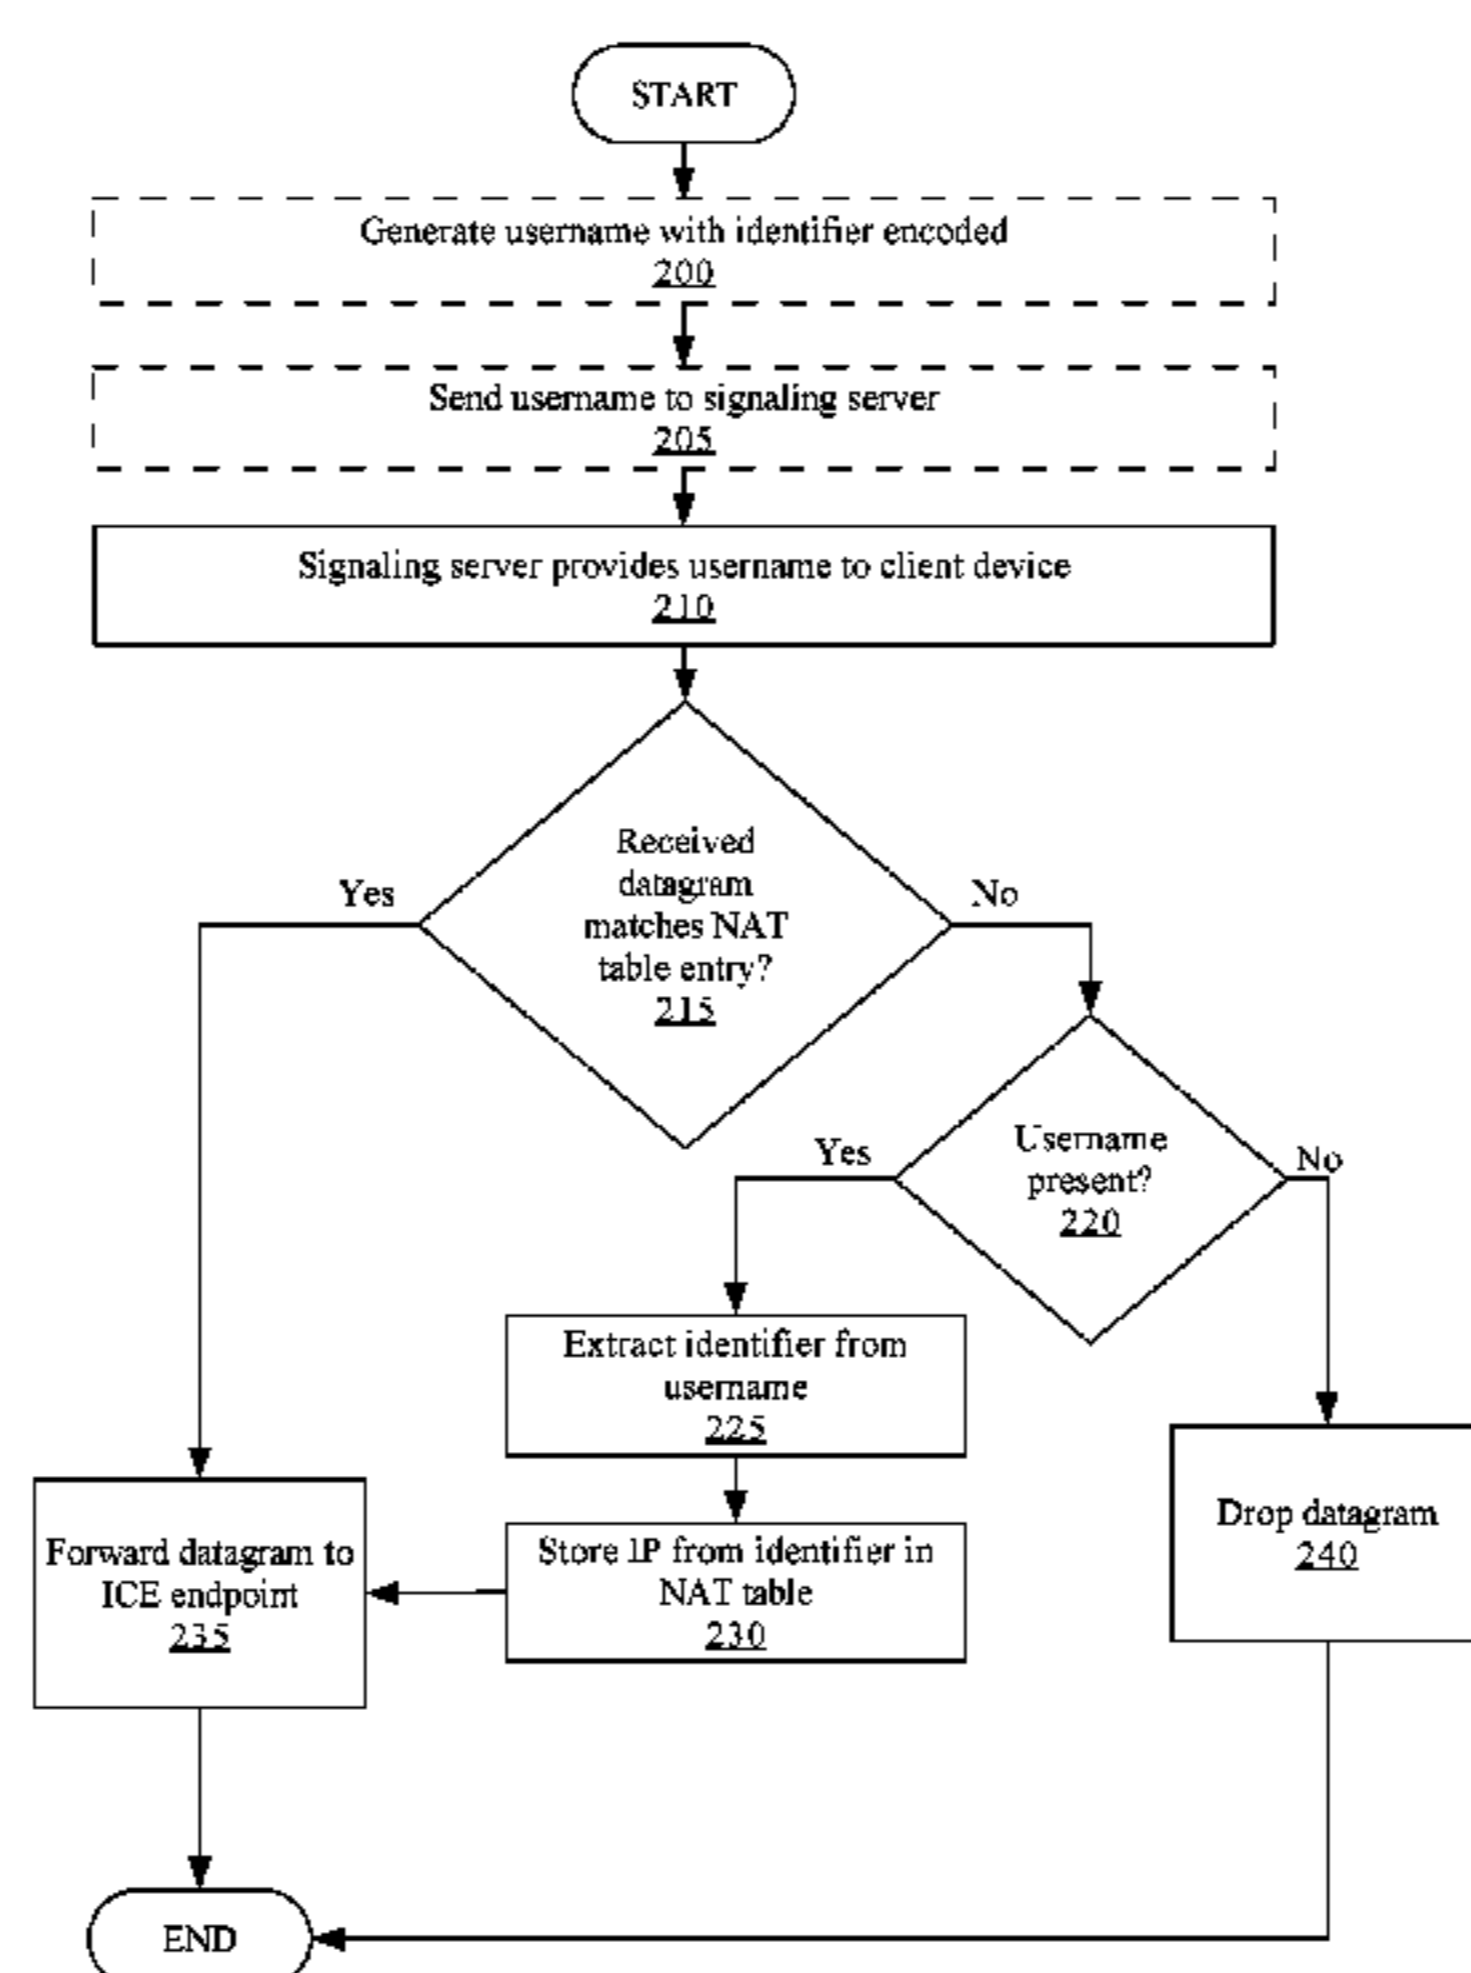 START
Generate username with identifier encoded
200
Send username to signaling server
205
Signaling server provides username to client device
210
Received
datagram
matches NAT
table entry?
215
Yes
No
Username
present?
220
Yes
No
Extract identifier from
username
225
Store IP from identifier in
NAT table
230
Forward datagram to
ICE endpoint
235
Drop datagram
240
END